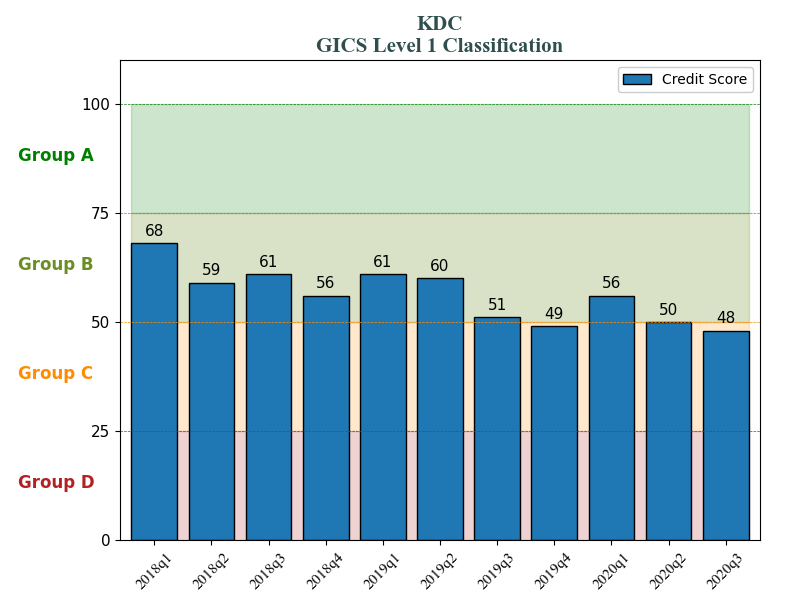 KDC
GICS Level 1 Classification
Credit Score
100
Group A
75
68
Group B
59
61
56
61
60
51
49
56
50
48
50
Group C
25
Group D
0
2018q1
2018q2
2018q3
2018q4
2019q1
2019q2
2019q3
2019q4
2020q1
2020q2
2020q3